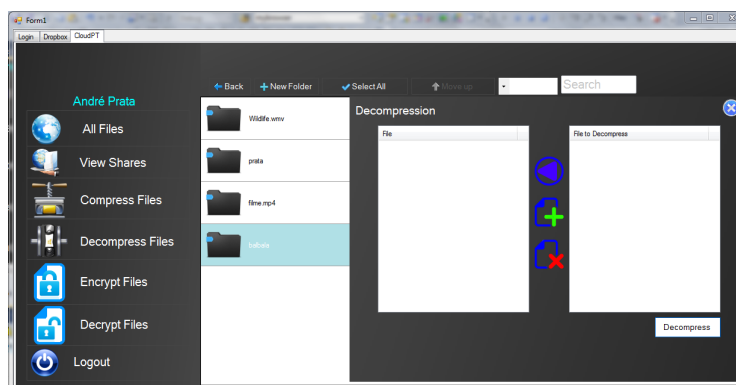 Form1
Login Dropbox CloudPT
Back New Folder Select All Move up Search
André Prata
All Files
View Shares
Compress Files
Decompress Files
Encrypt Files
Decrypt Files
Logout
Wildlife.wmv
prata
filme.mp4
Decompression
File
File to Decompress
Decompress